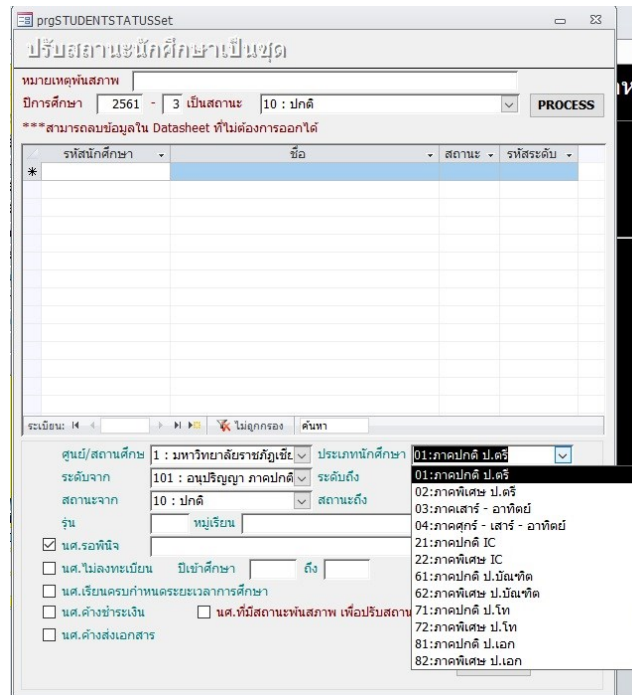 prgSTUDENTSTATUSSet
ปรับสถานะนักศึกษาเป็นชุด
หมายเหตุพ้นสภาพ
ปีการศึกษา 2561 - 3 เป็นสถานะ 10 : ปกติ PROCESS
***สามารถลบข้อมูลใน Datasheet ที่ไม่ต้องการออกได้
รหัสนักศึกษา ชื่อ สถานะ รหัสระดับ
ระเบียน: ไม่ถูกกรอง ค้นหา
ศูนย์/สถานศึกษ 1 : มหาวิทยาลัยราชภัฏเชีย ประเภทนักศึกษา 01:ภาคปกติ ป.ตรี
ระดับจาก 101 : อนุปริญญา ภาคปกติ ระดับถึง
สถานะจาก 10 : ปกติ สถานะถึง
รุ่น หมู่เรียน
นศ.รอพินิจ
นศ.ไม่ลงทะเบียน ปีเข้าศึกษา ถึง
นศ.เรียนครบกำหนดระยะเวลาการศึกษา
นศ.ค้างชำระเงิน นศ.ที่มีสถานะพ้นสภาพ เพื่อปรับสถาน
นศ.ค้างส่งเอกสาร
01:ภาคปกติ ป.ตรี
02:ภาคพิเศษ ป.ตรี
03:ภาคเสาร์ - อาทิตย์
04:ภาคศุกร์ - เสาร์ - อาทิตย์
21:ภาคปกติ IC
22:ภาคพิเศษ IC
61:ภาคปกติ ป.บัณฑิต
62:ภาคพิเศษ ป.บัณฑิต
71:ภาคปกติ ป.โท
72:ภาคพิเศษ ป.โท
81:ภาคปกติ ป.เอก
82:ภาคพิเศษ ป.เอก